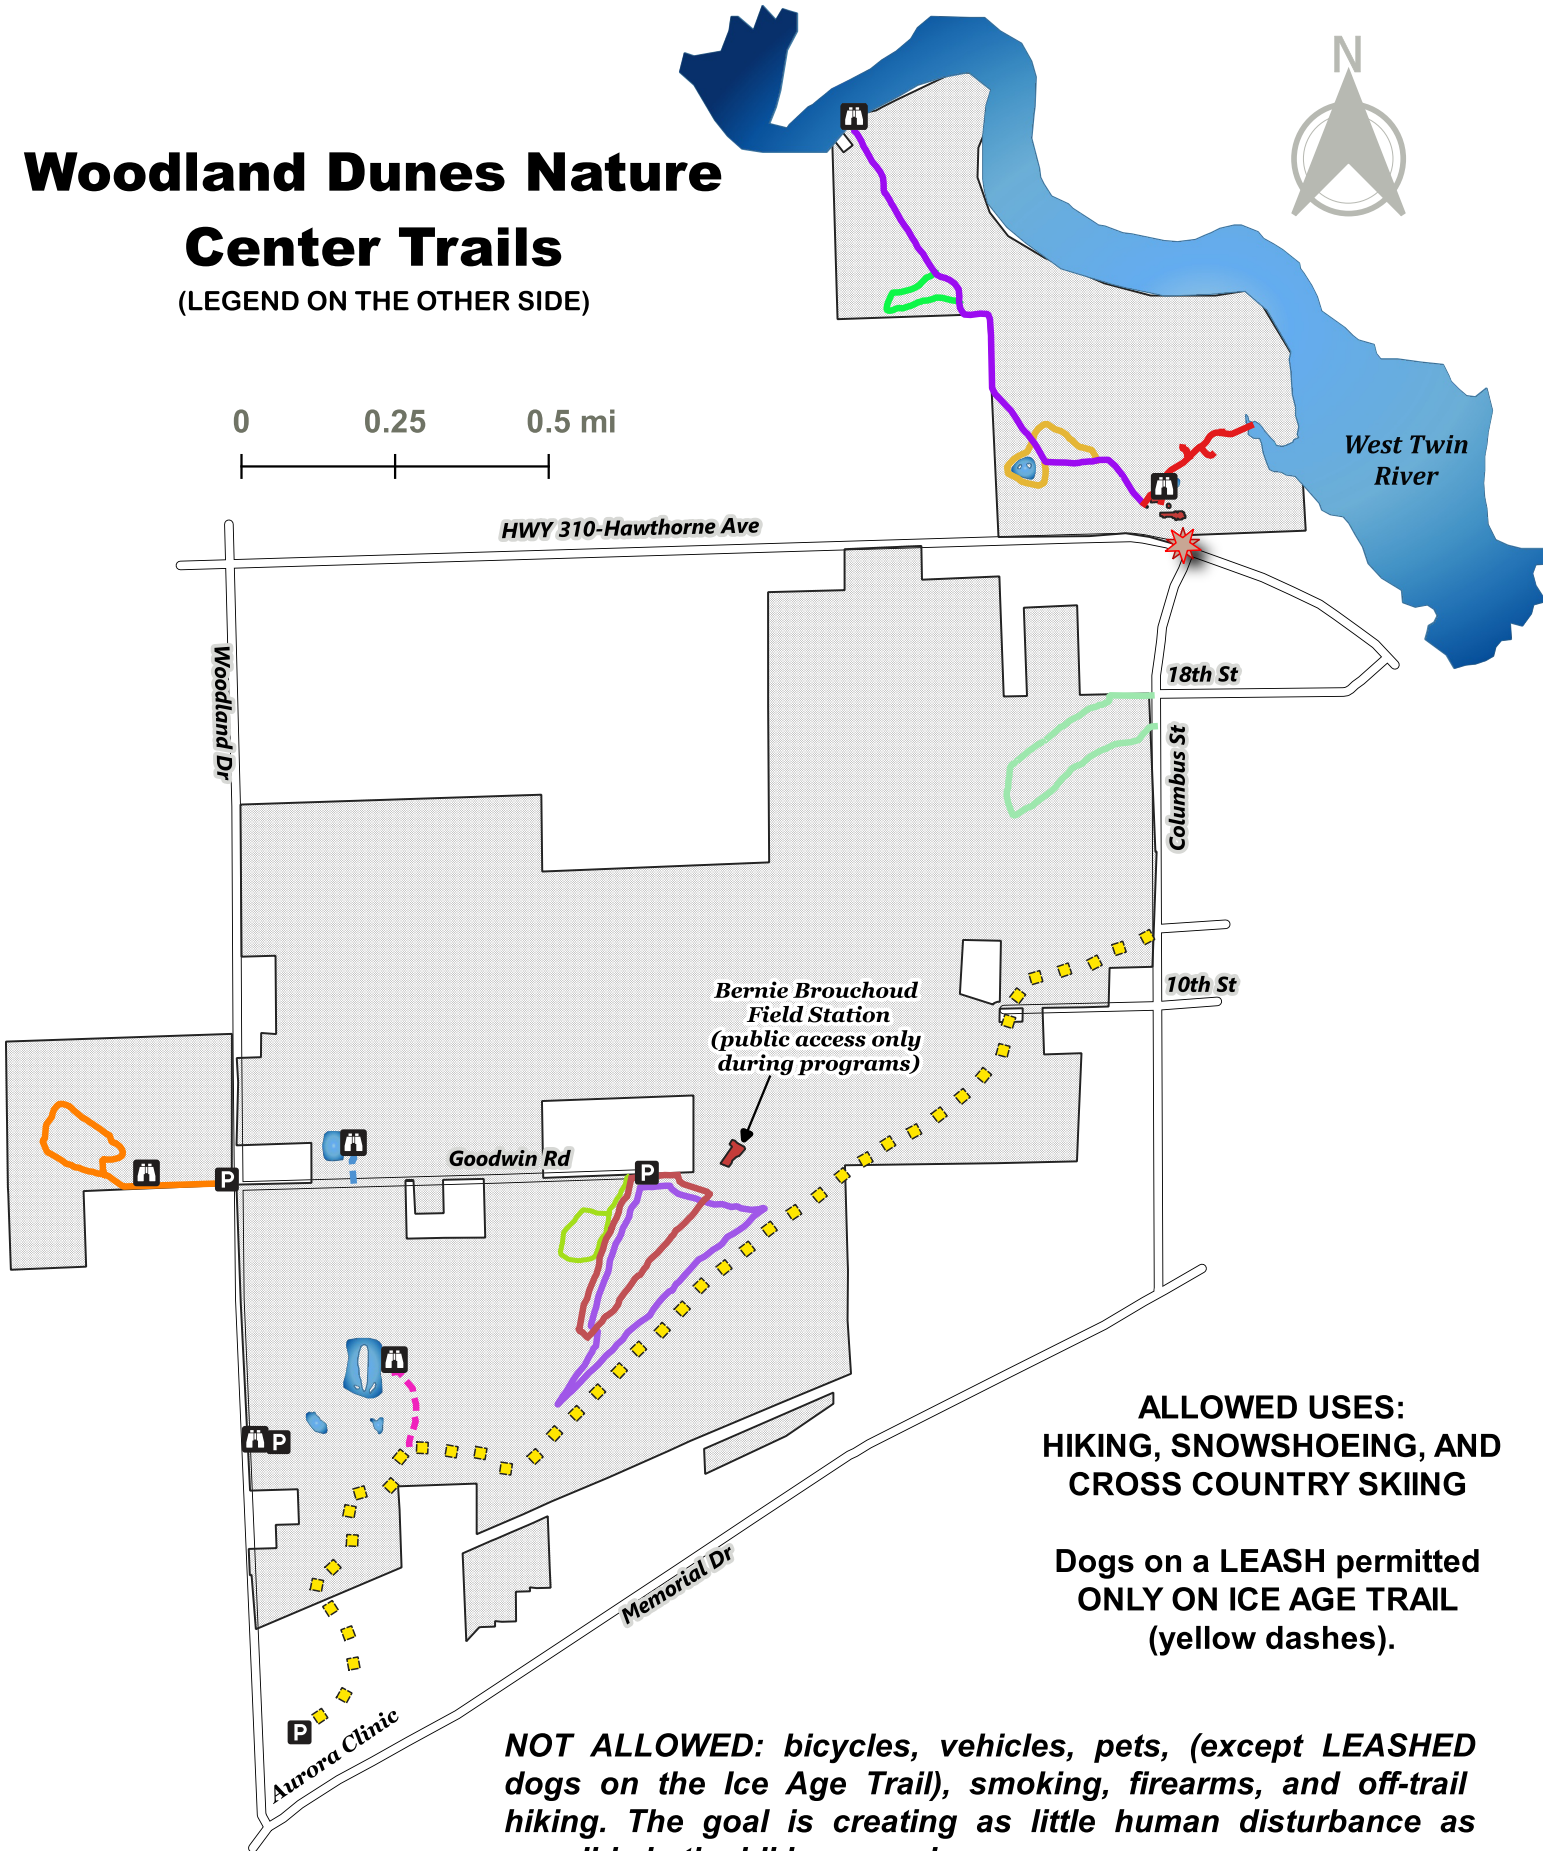 N
Woodland Dunes Nature
Center Trails
(LEGEND ON THE OTHER SIDE)
0 0.25 0.5 mi
West Twin
River
HWY 310-Hawthorne Ave
Woodland Dr
18th St
Columbus St
10th St
Bernie Brouchoud
Field Station
(public access only
during programs)
Goodwin Rd
P
P
P
P
Memorial Dr
Aurora Clinic
ALLOWED USES:
HIKING, SNOWSHOEING, AND
CROSS COUNTRY SKIING
Dogs on a LEASH permitted
ONLY ON ICE AGE TRAIL
(yellow dashes).
NOT ALLOWED: bicycles, vehicles, pets, (except LEASHED
dogs on the Ice Age Trail), smoking, firearms, and off-trail
hiking. The goal is creating as little human disturbance as